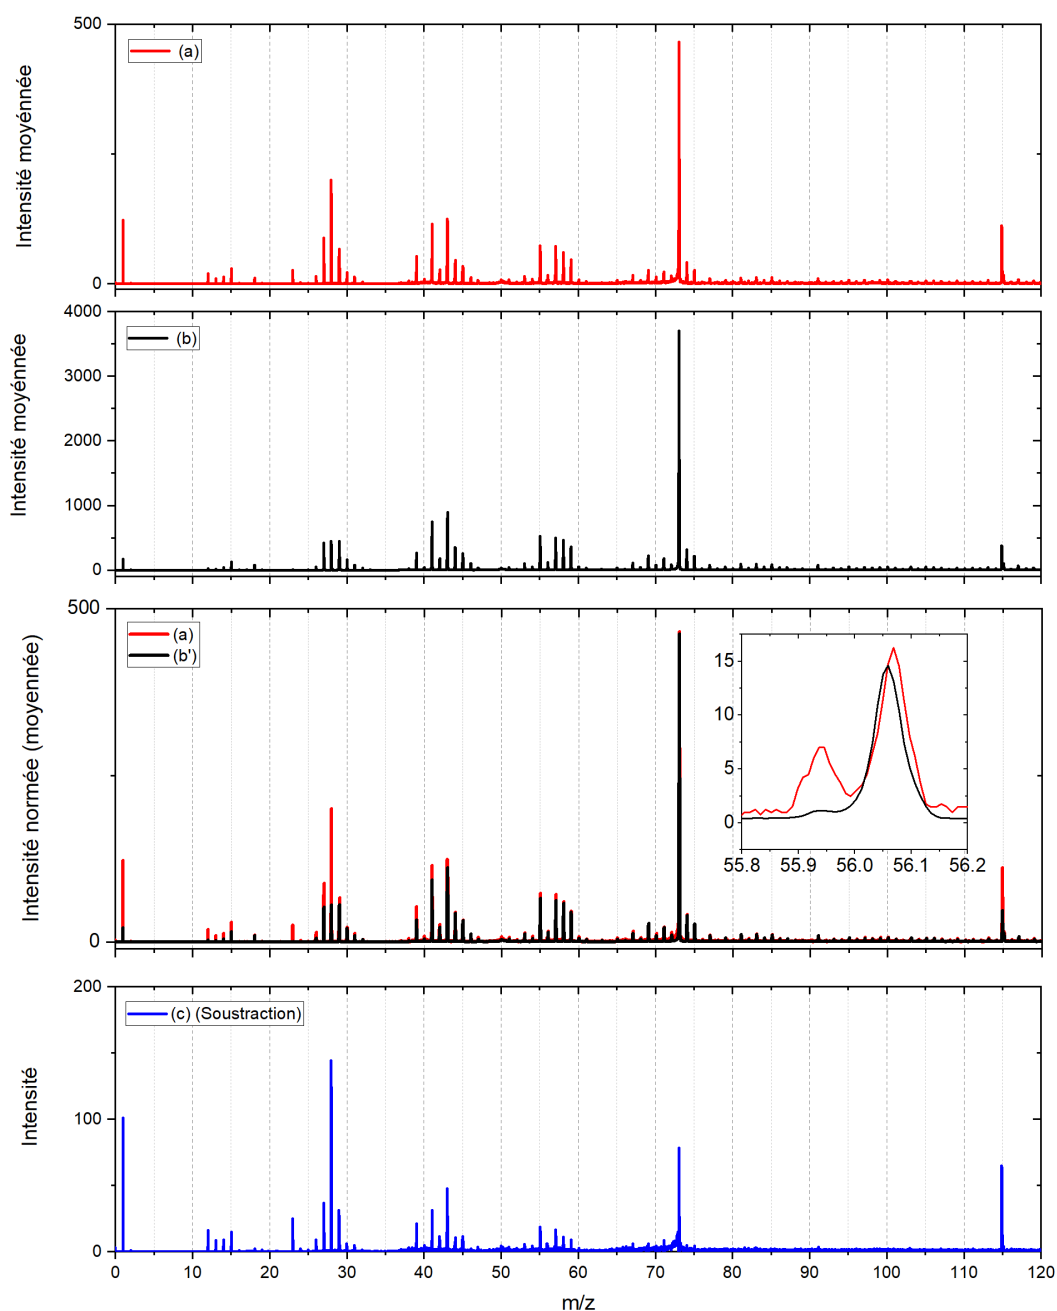 500
0
Intensité moyénnée
(a)
4000
3000
2000
1000
0
Intensité moyénnée
(b)
500
0
Intensité normée (moyennée)
(a)
(b')
15
10
5
0
55.8 55.9 56.0 56.1 56.2
200
100
0
Intensité
(c) (Soustraction)
0 10 20 30 40 50 60 70 80 90 100 110 120
m/z